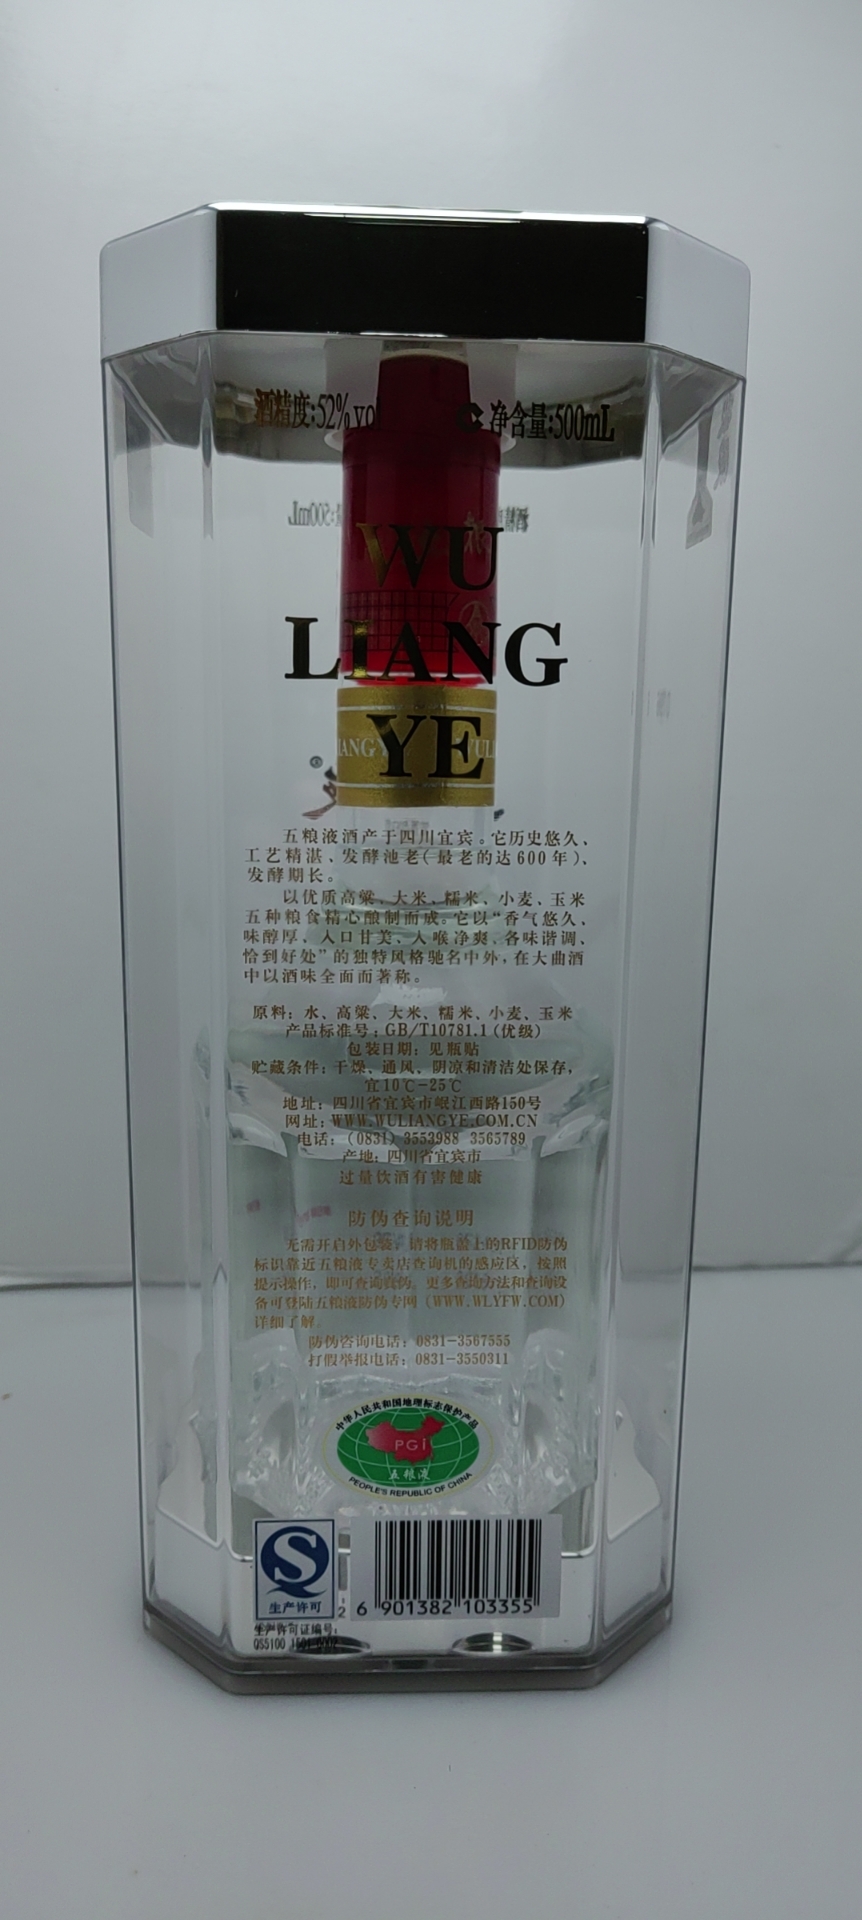 酒精度:52%vo
净含量:500mL
WU
LIANG
YE
五粮液酒产于四川宜宾。它历史悠久、
工艺精湛、发酵池老(最老的达600年)、
发酵期长。
以优质高粱、大米、糯米、小麦、玉米
五种粮食精心酿制而成。它以“香气悠久、
味醇厚、入口甘美、入喉净爽、各味谐调、
恰到好处”的独特风格驰名中外,在大曲酒
中以酒味全面而著称。
原料:水、高粱、大米、糯米、小麦、玉米
产品标准号:GB/T10781.1(优级)
包装日期:见瓶贴
贮藏条件:干燥、通风、阴凉和清洁处保存,
宜10℃-25℃
地址:四川省宜宾市岷江西路150号
网址:WWW.WULIANGYE.COM.CN
电话:(0831)3553988 3565789
产地:四川省宜宾市
过量饮酒有害健康
防伪查询说明
无需开启外包装,请将瓶盖上的RFID防伪
标识靠近五粮液专卖店查询机的感应区,按照
提示操作,即可查询真伪。更多查询方法和查询设
备可登陆五粮液防伪专网(WWW.WLYFW.COM)
详细了解。
防伪咨询电话:0831-3567555
打假举报电话:0831-3550311
中华人民共和国地理标志保护产品
PGI
五粮液
PEOPLE'S REPUBLIC OF CHINA
生产许可
6 901382 103355
生产许可证编号:
QS5100 1501